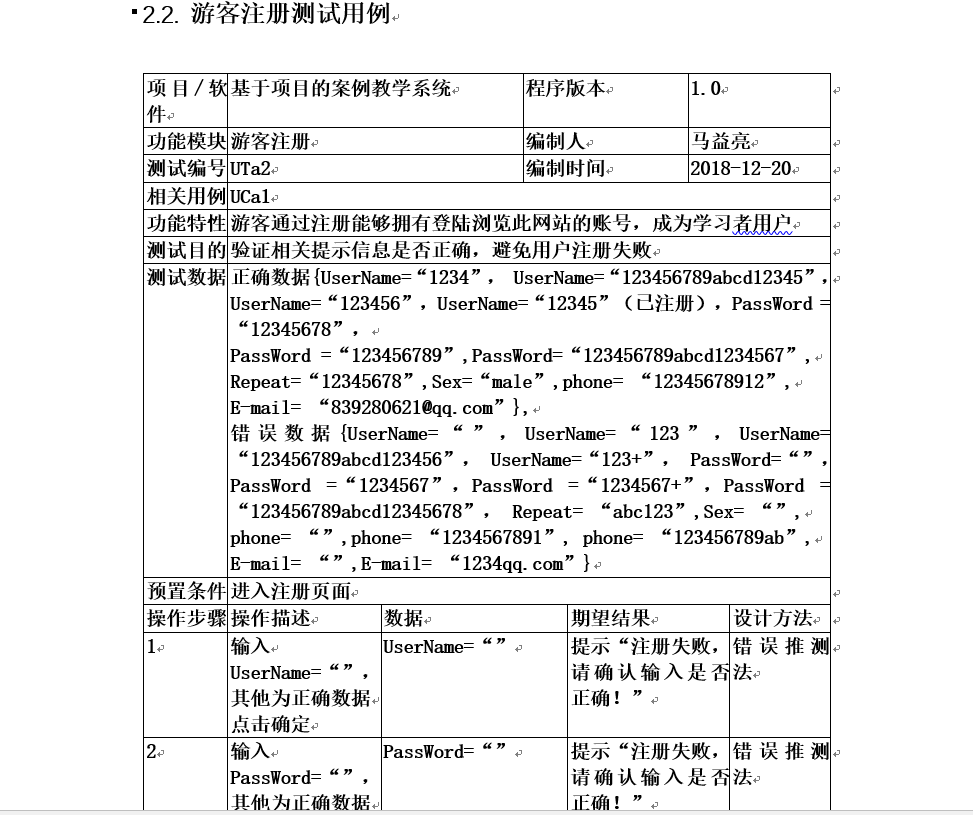 2.2. 游客注册测试用例
项目/软 基于项目的案例教学系统 程序版本 1.0
件
功能模块 游客注册 编制人 马益亮
测试编号 UTa2 编制时间 2018-12-20
相关用例 UCa1
功能特性 游客通过注册能够拥有登陆浏览此网站的账号，成为学习者用户
测试目的 验证相关提示信息是否正确，避免用户注册失败
测试数据 正确数据{UserName=“1234”， UserName=“123456789abcd12345”，
UserName=“123456”，UserName=“12345”（已注册），PassWord =
“12345678”，
PassWord =“123456789”,PassWord=“123456789abcd1234567”,
Repeat=“12345678”,Sex=“male”,phone= “12345678912”,
E-mail= “839280621@qq.com”},
错误数据{UserName= “ ”， UserName= “ 123 ”， UserName=
“123456789abcd123456”， UserName=“123+”， PassWord=“”，
PassWord =“1234567”，PassWord =“1234567+”，PassWord =
“123456789abcd12345678”， Repeat= “abc123”,Sex= “”,
phone= “”,phone= “1234567891”, phone= “123456789ab”,
E-mail= “”,E-mail= “1234qq.com”}
预置条件 进入注册页面
操作步骤 操作描述 数据 期望结果 设计方法
1 输入 UserName=“” 提示“注册失败， 错误推测
UserName=“”， 请确认输入是否 法
其他为正确数据 正确！”
点击确定
2 输入 PassWord=“” 提示“注册失败， 错误推测
PassWord=“”， 请确认输入是否 法
其他为正确数据 正确！”